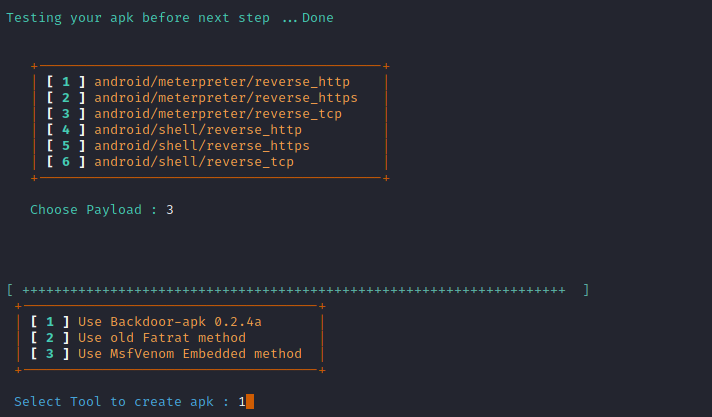 Testing your apk before next step ...Done
[ 1 ] android/meterpreter/reverse_http
[ 2 ] android/meterpreter/reverse_https
[ 3 ] android/meterpreter/reverse_tcp
[ 4 ] android/shell/reverse_http
[ 5 ] android/shell/reverse_https
[ 6 ] android/shell/reverse_tcp
Choose Payload : 3
[ ++++++++++++++++++++++++++++++++++++++++++++++++++++++++++++++++++++ ]
[ 1 ] Use Backdoor-apk 0.2.4a
[ 2 ] Use old Fatrat method
[ 3 ] Use MsfVenom Embedded method
Select Tool to create apk : 1